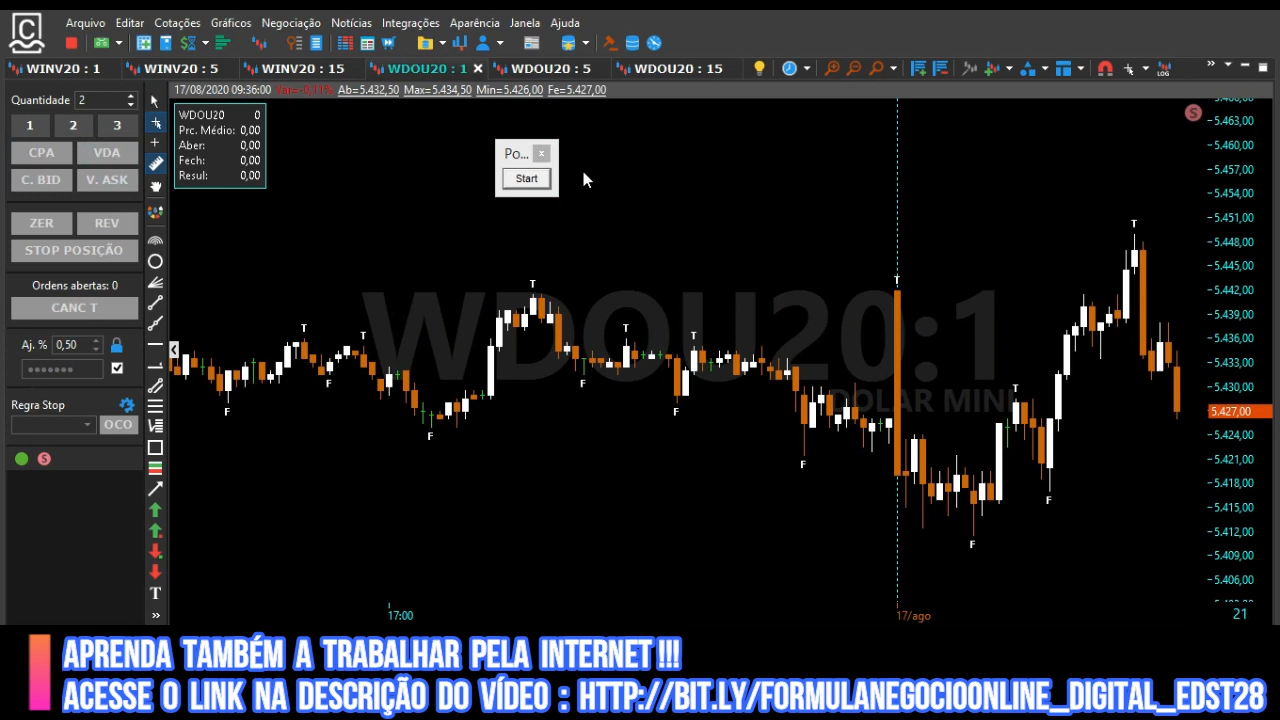 Arquivo Editar Cotações Gráficos Negociação Notícias Integrações Aparência Janela Ajuda
WINV20 : 1 WINV20 : 5 WINV20 : 15 WDOU20 : 1 WDOU20 : 5 WDOU20 : 15
LOG
Quantidade 2
1 2 3
CPA VDA
C. BID V. ASK
ZER REV
STOP POSIÇÃO
Ordens abertas: 0
CANC T
Aj. % 0,50
Regra Stop
OCO
S
17/08/2020 09:36:00 Var=-0,11% Ab=5.432,50 Max=5.434,50 Min=5.426,00 Fe=5.427,00
WDOU20 0
Prc. Médio: 0,00
Aber: 0,00
Fech: 0,00
Resul: 0,00
Po... x
Start
S
WDOU20:1
DOLAR MINI
T T T T T T T T T
F F F F F F F
5.463,00
5.460,00
5.457,00
5.454,00
5.451,00
5.448,00
5.445,00
5.442,00
5.439,00
5.436,00
5.433,00
5.430,00
5.427,00
5.424,00
5.421,00
5.418,00
5.415,00
5.412,00
5.409,00
5.406,00
17:00 17/ago 21
APRENDA TAMBÉM A TRABALHAR PELA INTERNET!!!
ACESSE O LINK NA DESCRIÇÃO DO VÍDEO : HTTP://BIT.LY/FORMULANEGOCIOONLINE_DIGITAL_EDST28